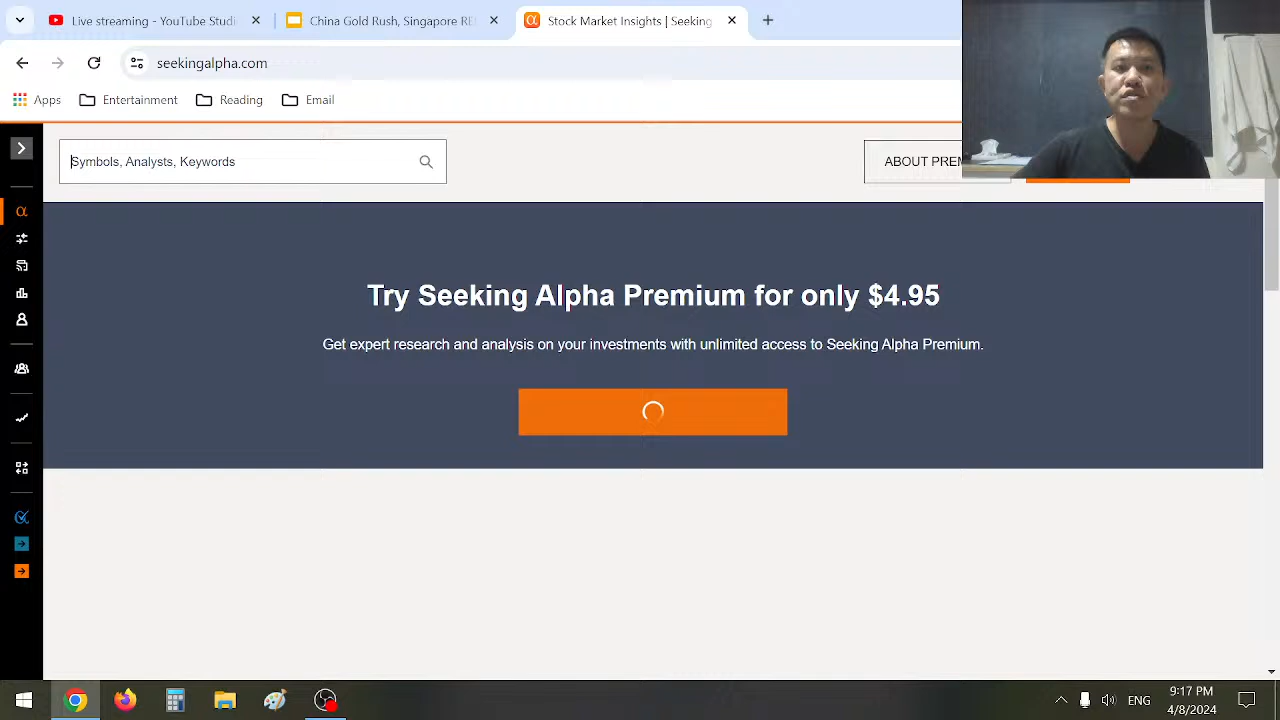 Live streaming - YouTube Studi
China Gold Rush, Singapore RE
α
Stock Market Insights | Seeking
seekingalpha.com
Apps
Entertainment
Reading
Email
Symbols, Analysts, Keywords
ABOUT PREM
α
Try Seeking Alpha Premium for only $4.95
Get expert research and analysis on your investments with unlimited access to Seeking Alpha Premium.
ENG
9:17 PM
4/8/2024